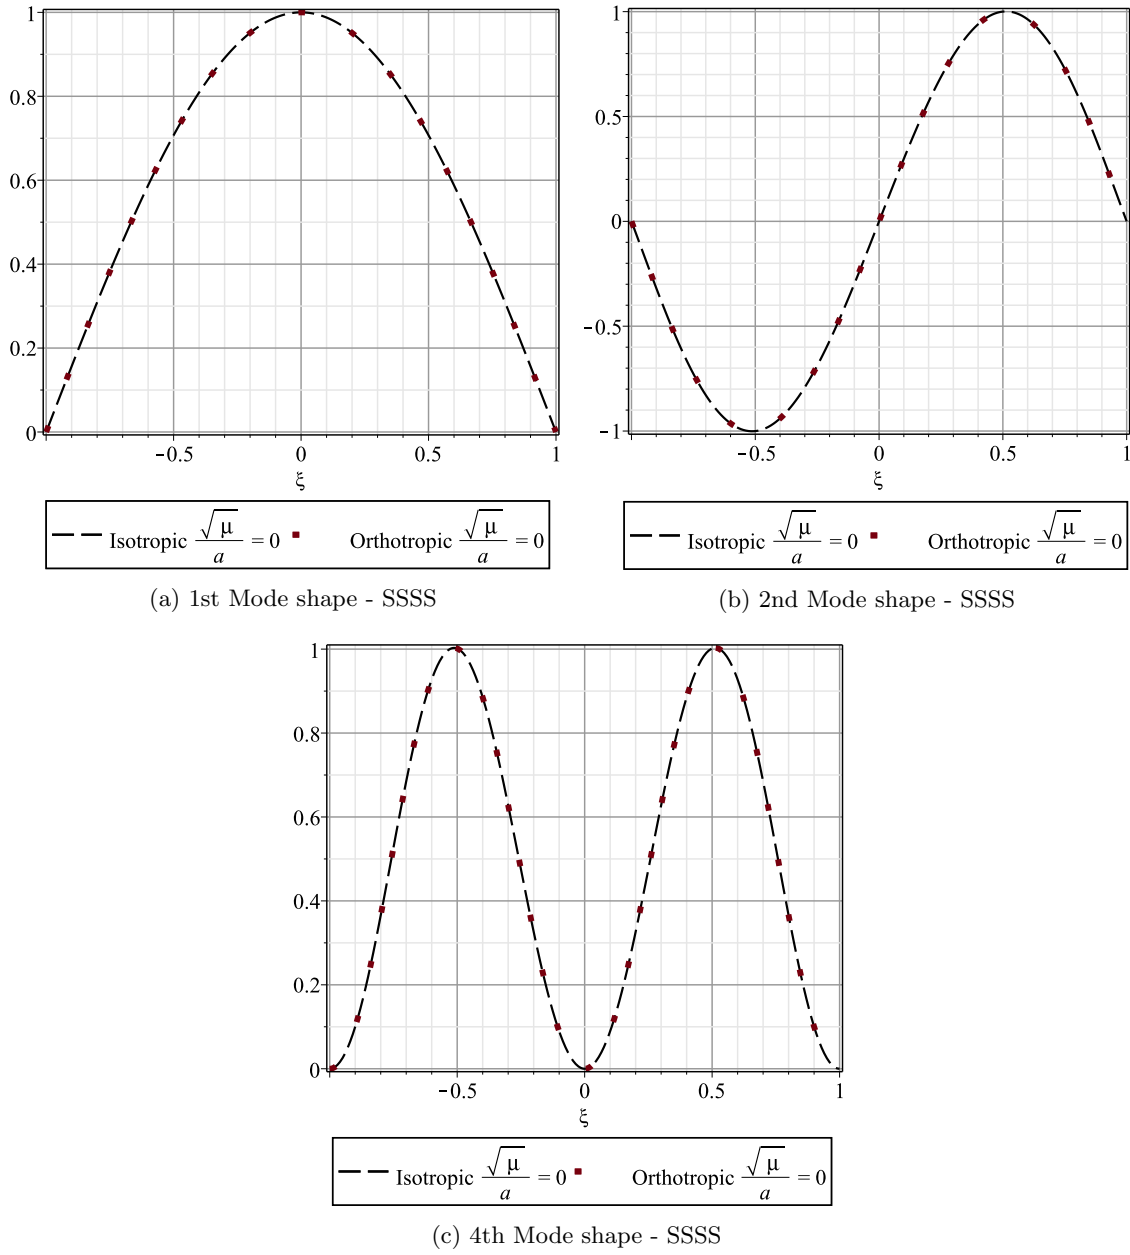 1
0.8
0.6
0.4
0.2
0
−0.5 0 0.5 1
ξ
Isotropic √μ/a = 0 Orthotropic √μ/a = 0
(a) 1st Mode shape - SSSS
1
0.5
0
−0.5
−1
−0.5 0 0.5 1
ξ
Isotropic √μ/a = 0 Orthotropic √μ/a = 0
(b) 2nd Mode shape - SSSS
1
0.8
0.6
0.4
0.2
0
−0.5 0 0.5 1
ξ
Isotropic √μ/a = 0 Orthotropic √μ/a = 0
(c) 4th Mode shape - SSSS